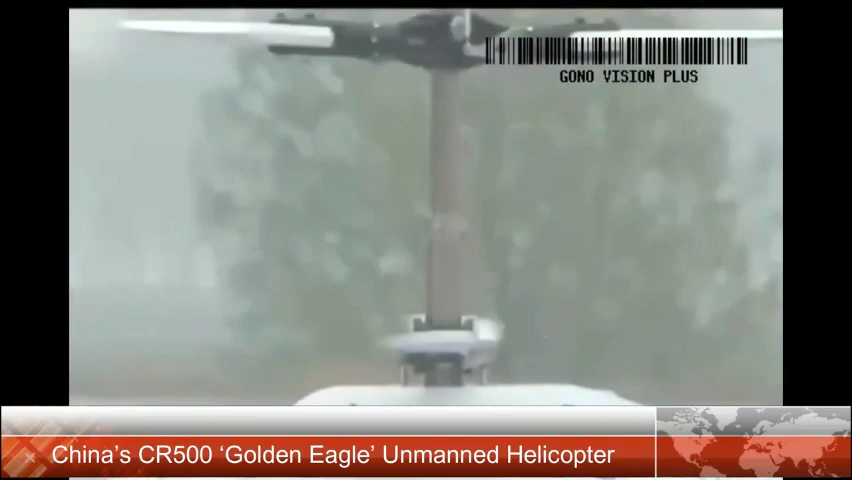 GONO VISION PLUS
China’s CR500 ‘Golden Eagle’ Unmanned Helicopter